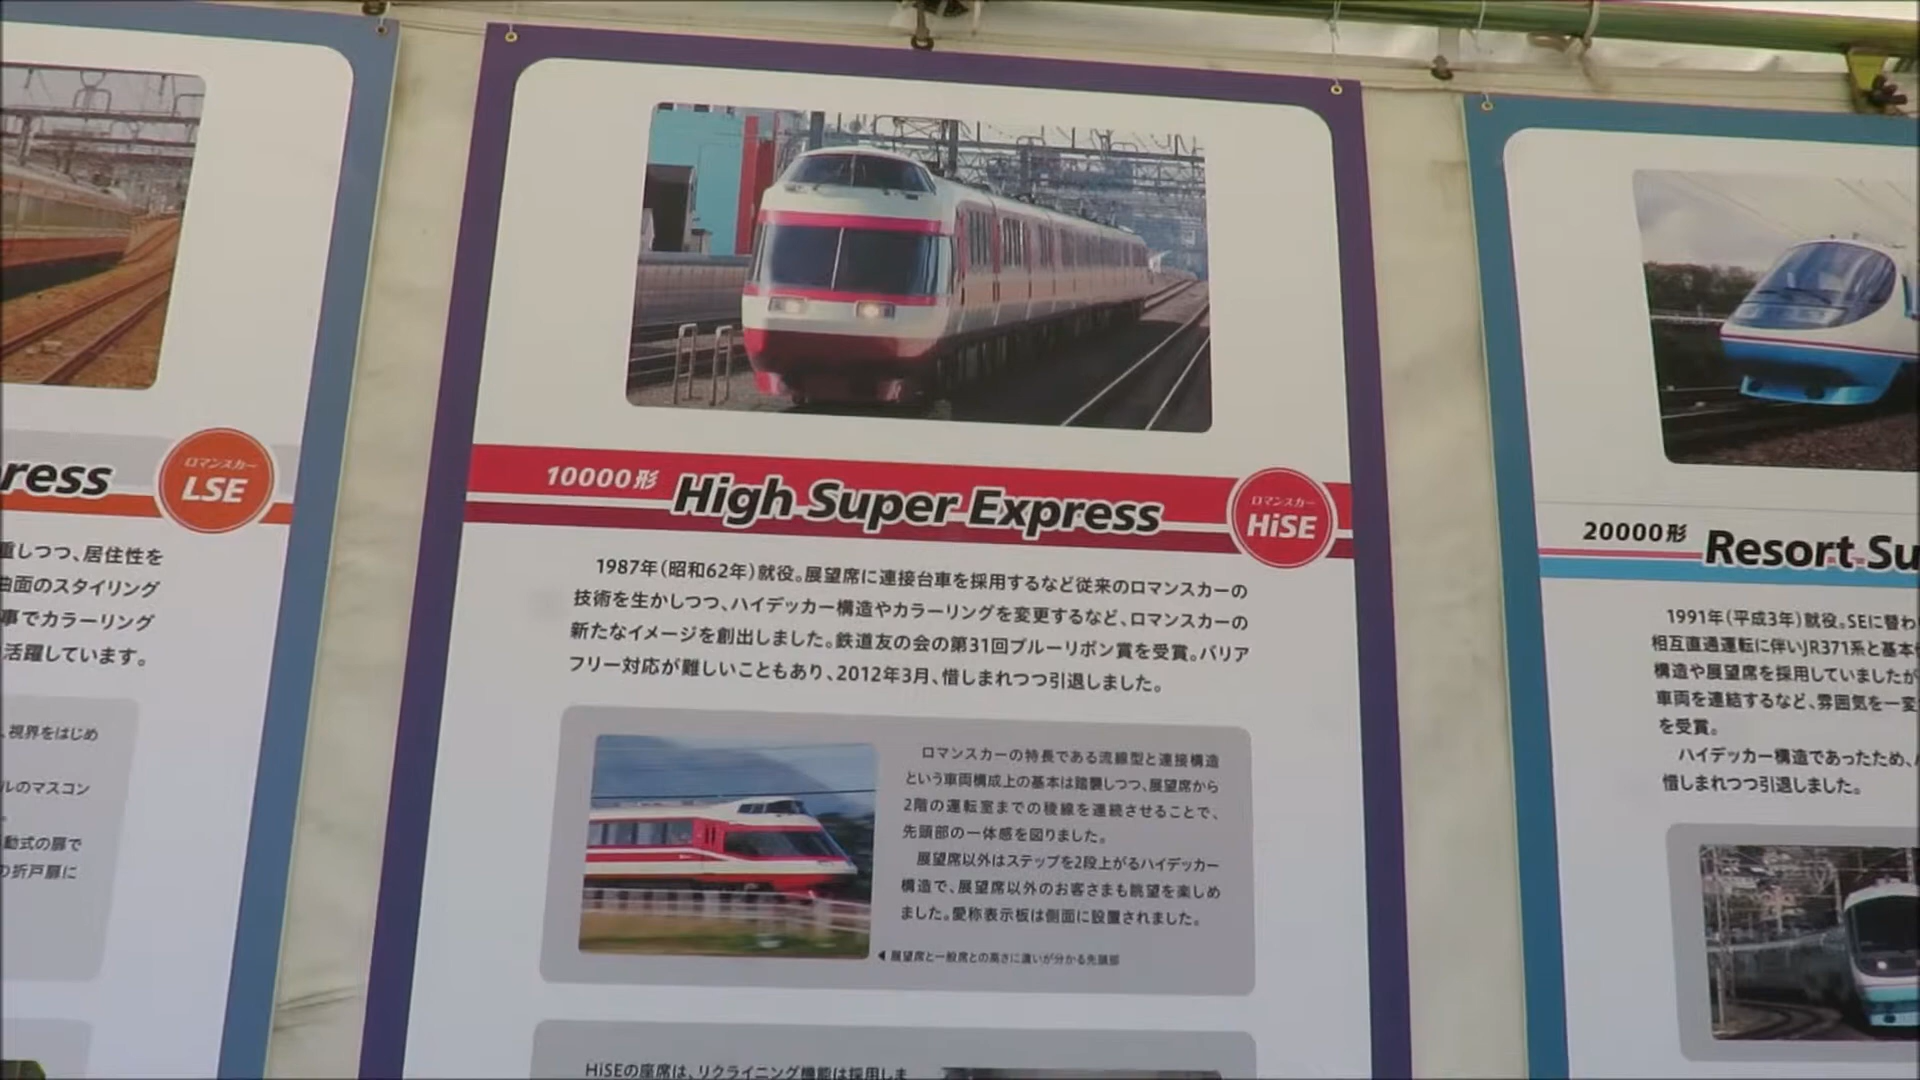 ress
ロマンスカー
LSE
重しつつ、居住性を
曲面のスタイリング
事でカラーリング
活躍しています。
、視界をはじめ
ルのマスコン
動式の扉で
の折戸扉に
10000形 High Super Express
ロマンスカー
HiSE
1987年(昭和62年)就役。展望席に連接台車を採用するなど従来のロマンスカーの
技術を生かしつつ、ハイデッカー構造やカラーリングを変更するなど、ロマンスカーの
新たなイメージを創出しました。鉄道友の会の第31回ブルーリボン賞を受賞。バリア
フリー対応が難しいこともあり、2012年3月、惜しまれつつ引退しました。
ロマンスカーの特長である流線型と連接構造
という車両構成上の基本は踏襲しつつ、展望席から
2階の運転室までの稜線を連続させることで、
先頭部の一体感を図りました。
展望席以外はステップを2段上がるハイデッカー
構造で、展望席以外のお客さまも眺望を楽しめ
ました。愛称表示板は側面に設置されました。
◀展望席と一般席との高さに違いが分かる先頭部
HiSEの座席は、リクライニング機能は採用しま
20000形 Resort Su
1991年(平成3年)就役。SEに替わ
相互直通運転に伴いJR371系と基本
構造や展望席を採用していましたが
車両を連結するなど、雰囲気を一変
を受賞。
ハイデッカー構造であったため、
惜しまれつつ引退しました。